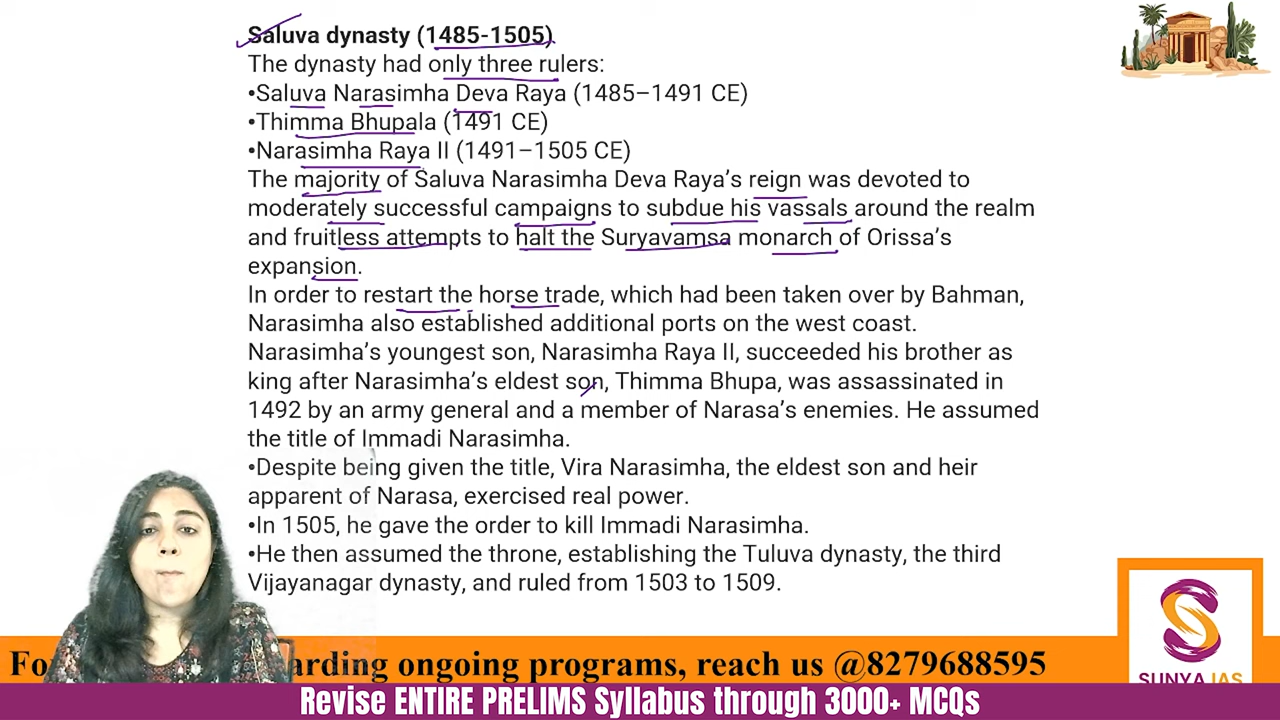 Saluva dynasty (1485-1505)
The dynasty had only three rulers:
•Saluva Narasimha Deva Raya (1485–1491 CE)
•Thimma Bhupala (1491 CE)
•Narasimha Raya II (1491–1505 CE)
The majority of Saluva Narasimha Deva Raya's reign was devoted to
moderately successful campaigns to subdue his vassals around the realm
and fruitless attempts to halt the Suryavamsa monarch of Orissa's
expansion.
In order to restart the horse trade, which had been taken over by Bahman,
Narasimha also established additional ports on the west coast.
Narasimha's youngest son, Narasimha Raya II, succeeded his brother as
king after Narasimha's eldest son, Thimma Bhupa, was assassinated in
1492 by an army general and a member of Narasa's enemies. He assumed
the title of Immadi Narasimha.
•Despite being given the title, Vira Narasimha, the eldest son and heir
apparent of Narasa, exercised real power.
•In 1505, he gave the order to kill Immadi Narasimha.
•He then assumed the throne, establishing the Tuluva dynasty, the third
Vijayanagar dynasty, and ruled from 1503 to 1509.
SUNYA IAS
ongoing programs, reach us @8279688595
Revise ENTIRE PRELIMS Syllabus through 3000+ MCQs